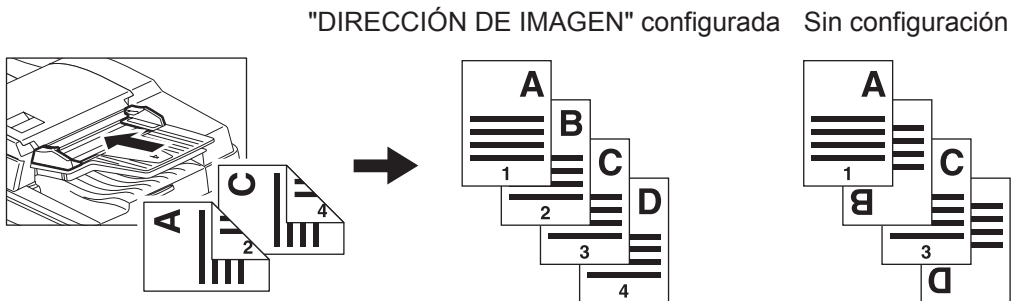 "DIRECCIÓN DE IMAGEN" configurada Sin configuración
A
2
C
4
A
1
B
2
C
3
D
4
A
1
B
C
3
D